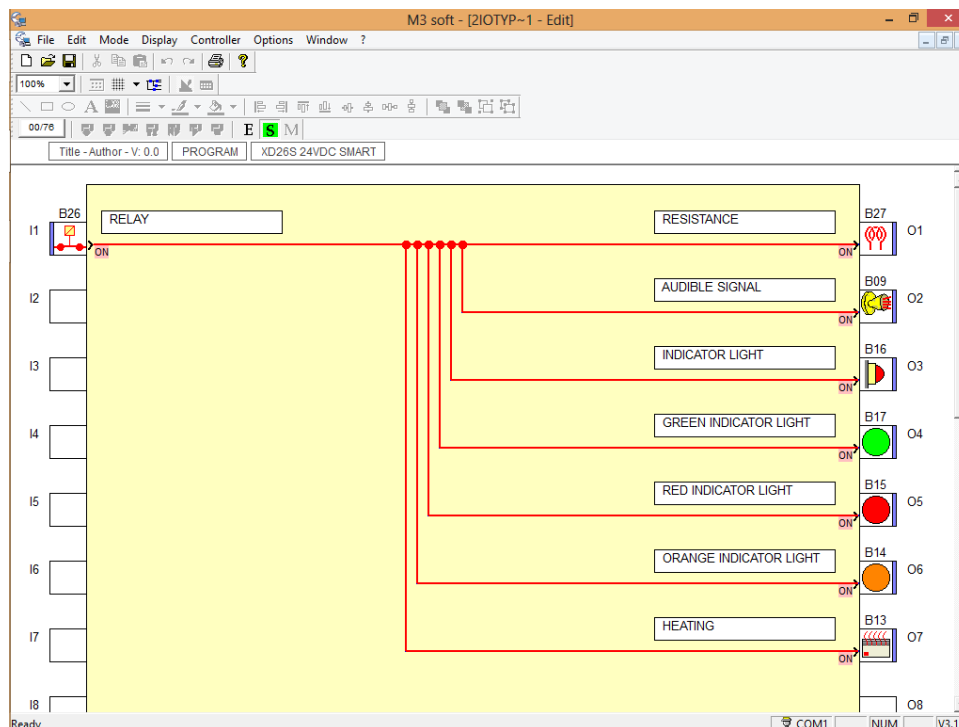 M3 soft - [2IOTYP~1 - Edit]
File Edit Mode Display Controller Options Window ?
100%
00/76 E S M
Title - Author - V: 0.0 PROGRAM XD26S 24VDC SMART
B26 RELAY RESISTANCE B27
I1 O1
ON ON
AUDIBLE SIGNAL B09
I2 O2
ON
INDICATOR LIGHT B16
I3 O3
ON
GREEN INDICATOR LIGHT B17
I4 O4
ON
RED INDICATOR LIGHT B15
I5 O5
ON
ORANGE INDICATOR LIGHT B14
I6 O6
ON
HEATING B13
I7 O7
ON
I8 O8
Ready COM1 NUM V3.1